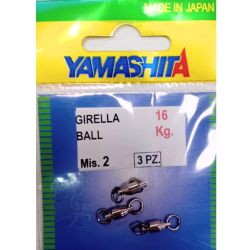 MADE IN JAPAN
YAMASHITA
GIRELLA 16
BALL Kg.
Mis. 2 3 PZ.